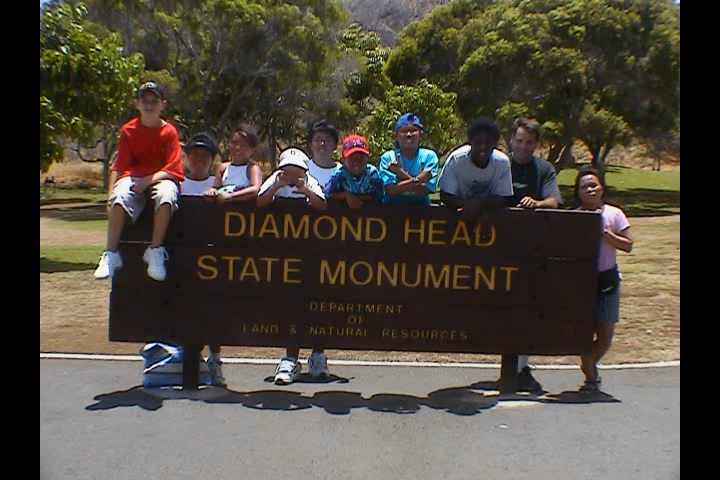 DIAMOND HEAD
STATE MONUMENT
DEPARTMENT
OF
LAND & NATURAL RESOURCES